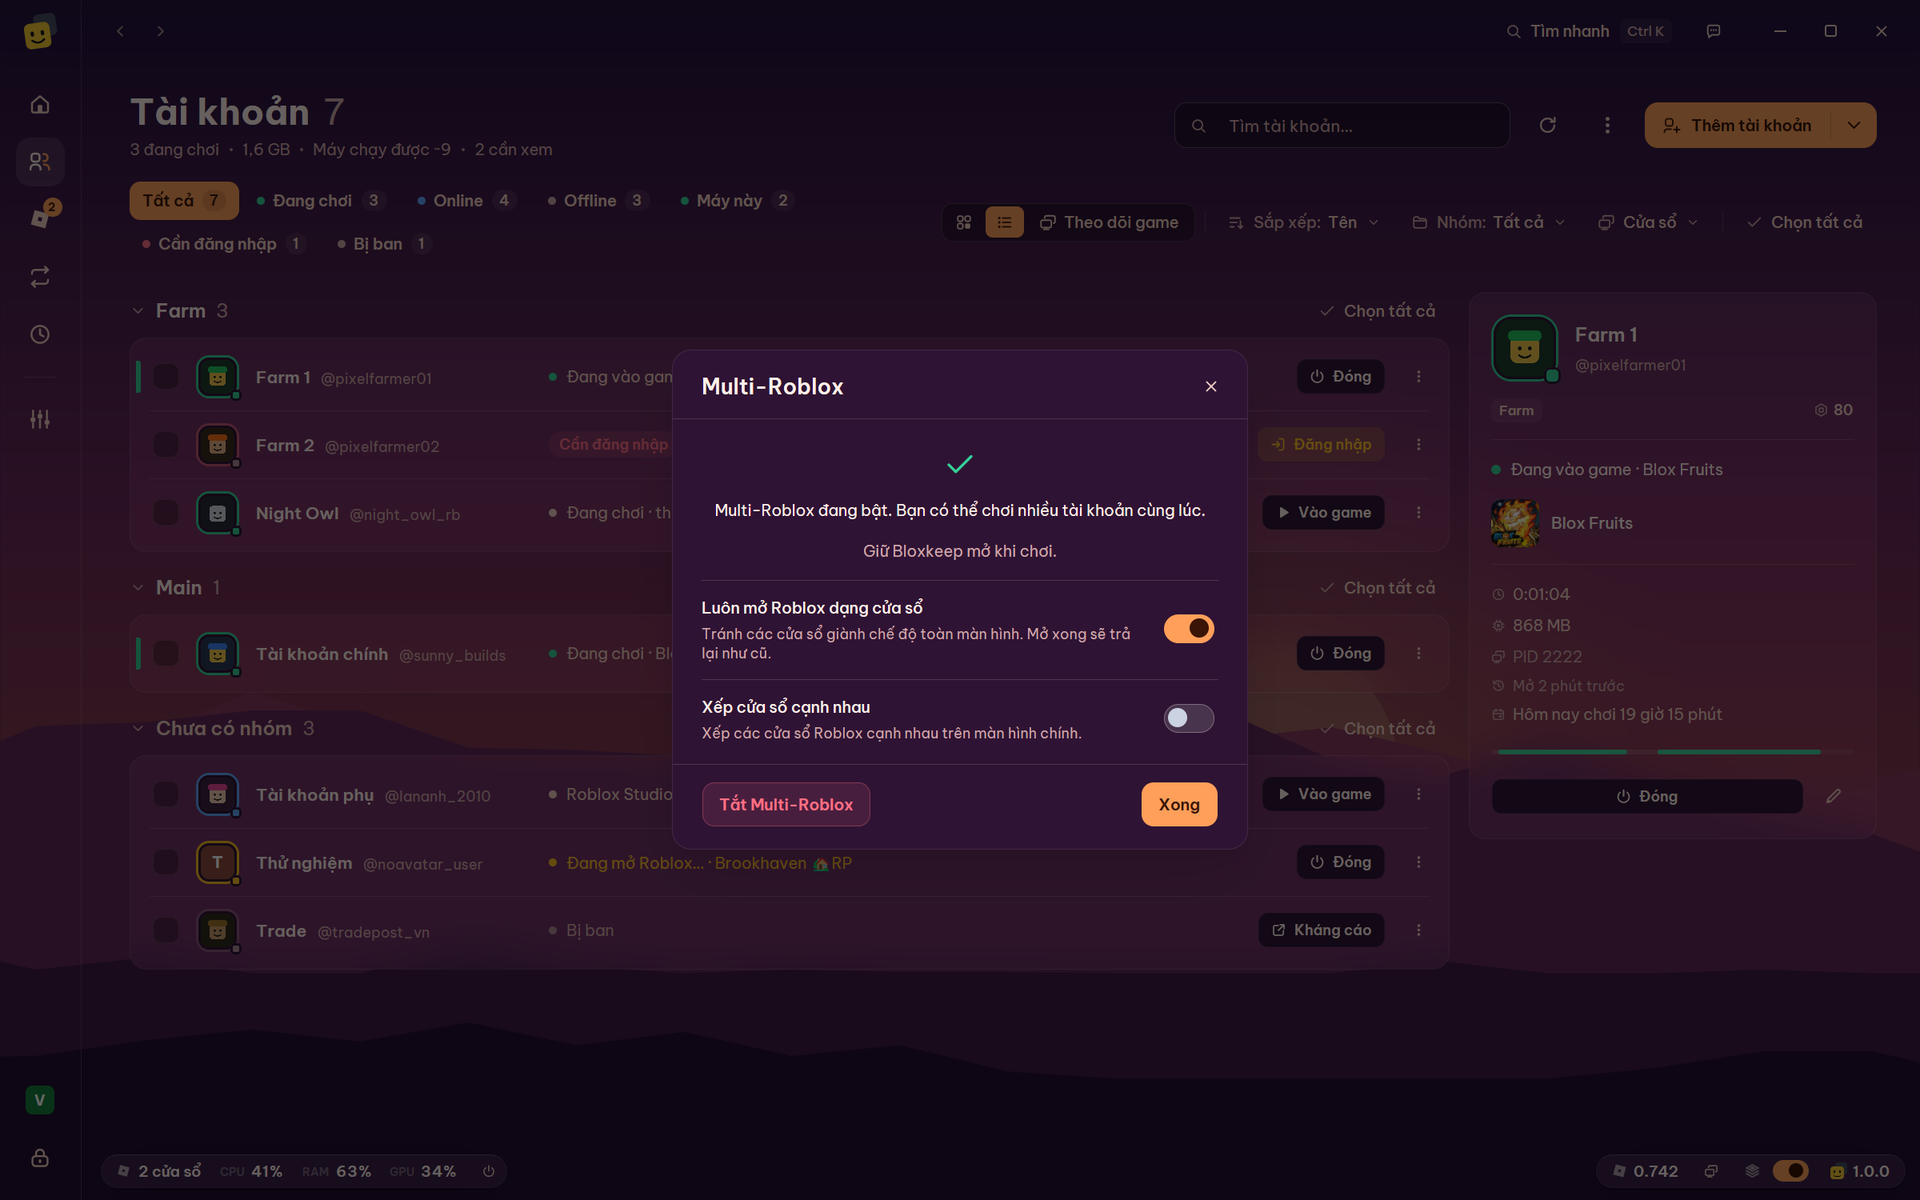 Tìm nhanh Ctrl K
Tài khoản 7
3 đang chơi • 1,6 GB • Máy chạy được ~9 • 2 cần xem
Tìm tài khoản...
Thêm tài khoản
2
Tất cả 7
Đang chơi 3
Online 4
Offline 3
Máy này 2
Cần đăng nhập 1
Bị ban 1
Theo dõi game
Sắp xếp: Tên
Nhóm: Tất cả
Cửa sổ
Chọn tất cả
Farm 3
Chọn tất cả
Farm 1 @pixelfarmer01
Đóng
Farm 2 @pixelfarmer02
Cần đăng nhập
Đăng nhập
Night Owl @night_owl_rb
Vào game
Main 1
Chọn tất cả
Tài khoản chính @sunny_builds
Đóng
Chưa có nhóm 3
Chọn tất cả
Tài khoản phụ @lananh_2010
Roblox Studio
Vào game
T
Thử nghiệm @noavatar_user
Đang mở Roblox... · Brookhaven 🏡RP
Đóng
Trade @tradepost_vn
Bị ban
Kháng cáo
Multi-Roblox
Multi-Roblox đang bật. Bạn có thể chơi nhiều tài khoản cùng lúc.
Giữ Bloxkeep mở khi chơi.
Luôn mở Roblox dạng cửa sổ
Tránh các cửa sổ giành chế độ toàn màn hình. Mở xong sẽ trả
lại như cũ.
Xếp cửa sổ cạnh nhau
Xếp các cửa sổ Roblox cạnh nhau trên màn hình chính.
Tắt Multi-Roblox
Xong
Farm 1
@pixelfarmer01
Farm
80
Đang vào game · Blox Fruits
Blox Fruits
0:01:04
868 MB
PID 2222
Mở 2 phút trước
Hôm nay chơi 19 giờ 15 phút
Đóng
V
2 cửa sổ CPU 41% RAM 63% GPU 34%
0.742
1.0.0